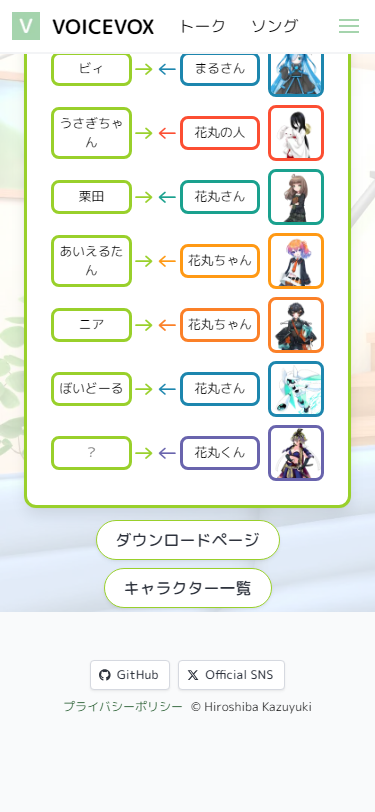 V VOICEVOX トーク ソング
ビィ まるさん
うさぎちゃ
ん
花丸の人
栗田 花丸さん
あいえるた
ん
花丸ちゃん
ニア 花丸ちゃん
ぼいどーる 花丸さん
? 花丸くん
ダウンロードページ
キャラクター一覧
GitHub Official SNS
プライバシーポリシー © Hiroshiba Kazuyuki